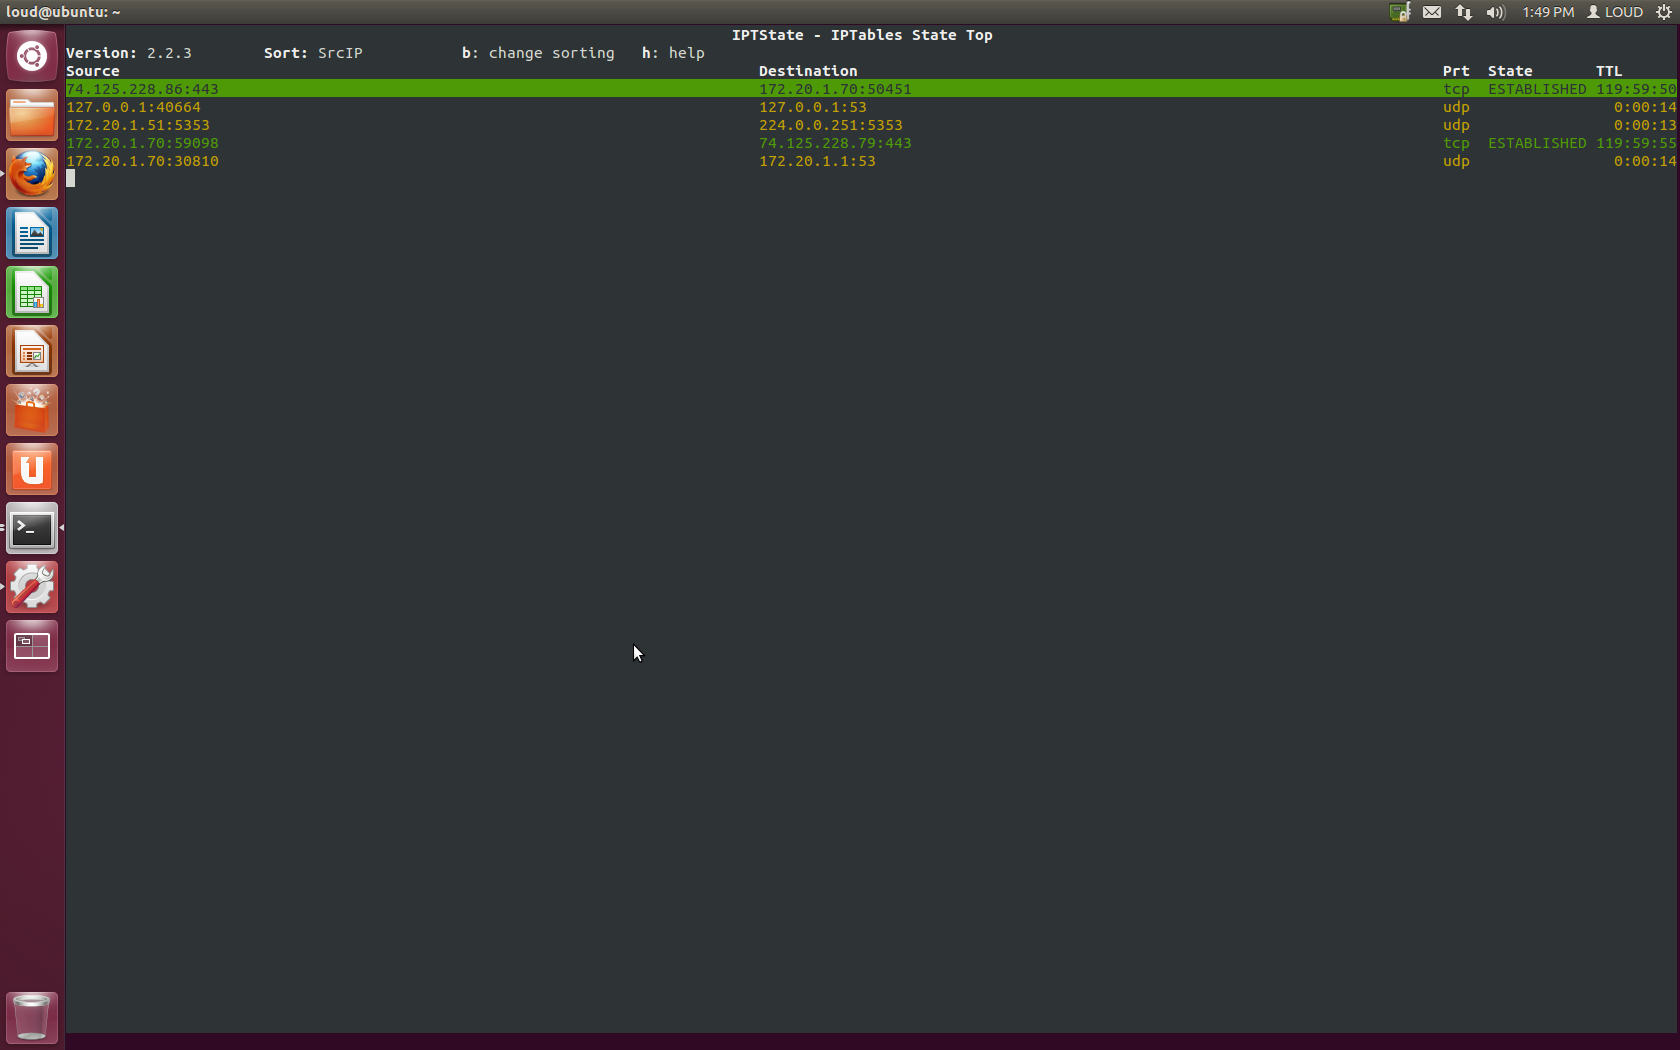 loud@ubuntu: ~ 1:49 PM LOUD
IPTState - IPTables State Top
Version: 2.2.3 Sort: SrcIP b: change sorting h: help
Source Destination Prt State TTL
74.125.228.86:443 172.20.1.70:50451 tcp ESTABLISHED 119:59:50
127.0.0.1:40664 127.0.0.1:53 udp 0:00:14
172.20.1.51:5353 224.0.0.251:5353 udp 0:00:13
172.20.1.70:59098 74.125.228.79:443 tcp ESTABLISHED 119:59:55
172.20.1.70:30810 172.20.1.1:53 udp 0:00:14